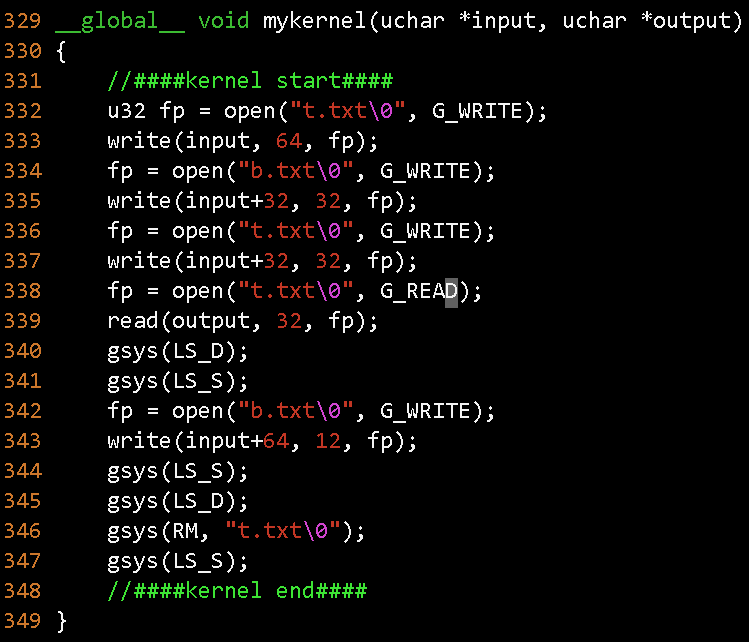 329 __global__ void mykernel(uchar *input, uchar *output)
330 {
331     //####kernel start####
332     u32 fp = open("t.txt\0", G_WRITE);
333     write(input, 64, fp);
334     fp = open("b.txt\0", G_WRITE);
335     write(input+32, 32, fp);
336     fp = open("t.txt\0", G_WRITE);
337     write(input+32, 32, fp);
338     fp = open("t.txt\0", G_READ);
339     read(output, 32, fp);
340     gsys(LS_D);
341     gsys(LS_S);
342     fp = open("b.txt\0", G_WRITE);
343     write(input+64, 12, fp);
344     gsys(LS_S);
345     gsys(LS_D);
346     gsys(RM, "t.txt\0");
347     gsys(LS_S);
348     //####kernel end####
349 }